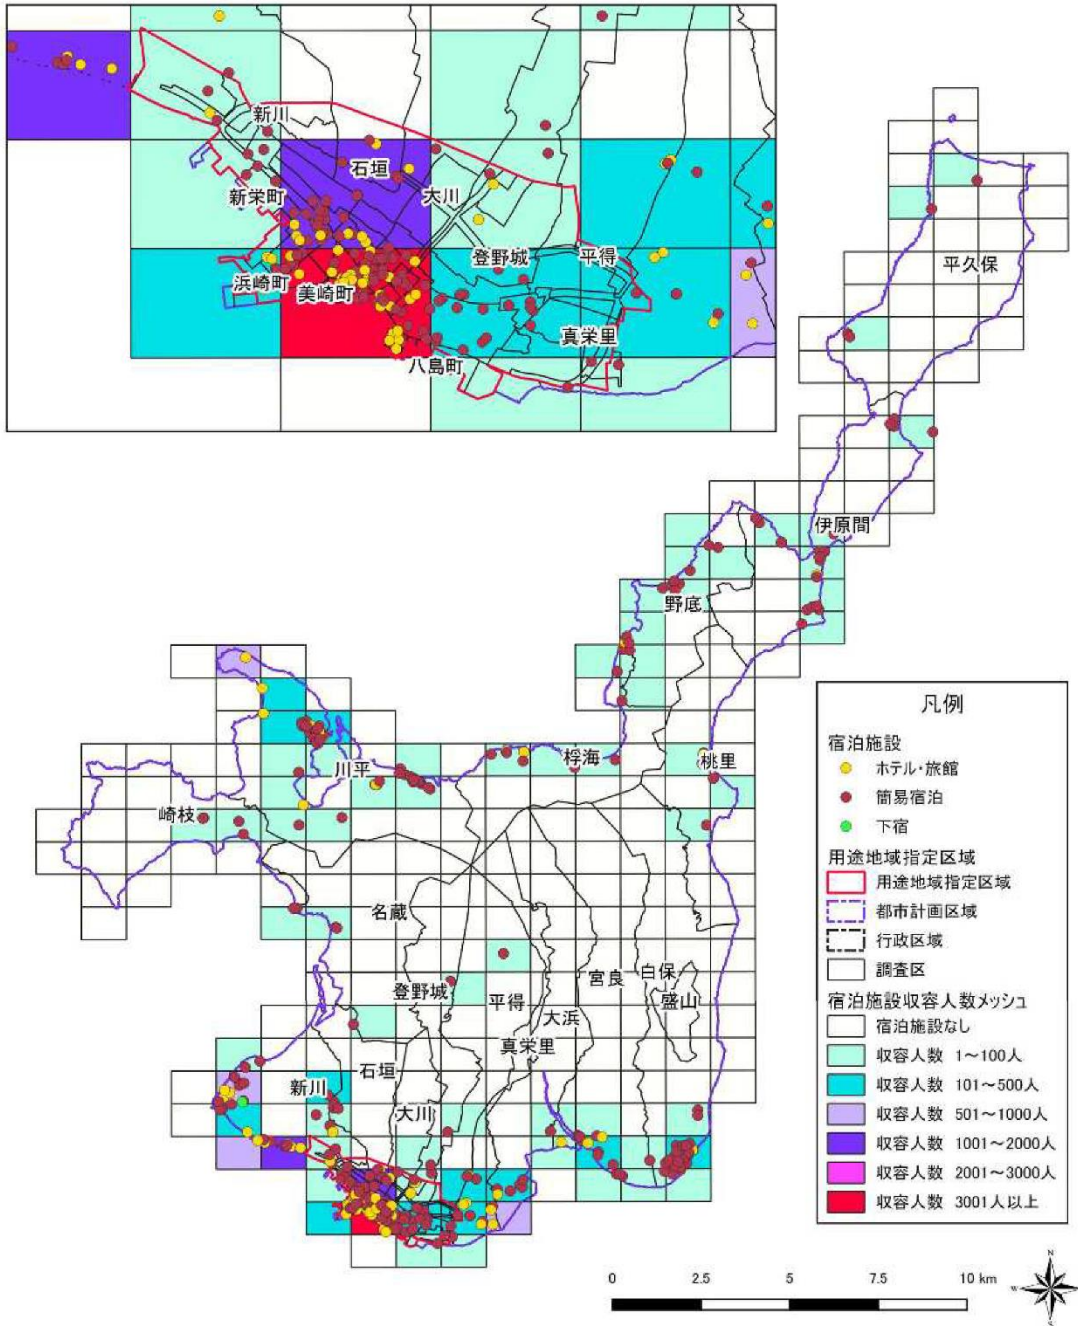 新川
石垣
大川
新栄町
登野城
平得
浜崎町
美崎町
真栄里
八島町
平久保
伊原間
野底
桴海
桃里
川平
崎枝
名蔵
登野城
平得
宮良
白保
盛山
大浜
真栄里
石垣
新川
大川
凡例
宿泊施設
ホテル・旅館
簡易宿泊
下宿
用途地域指定区域
用途地域指定区域
都市計画区域
行政区域
調査区
宿泊施設収容人数メッシュ
宿泊施設なし
収容人数 1～100人
収容人数 101～500人
収容人数 501～1000人
収容人数 1001～2000人
収容人数 2001～3000人
収容人数 3001人以上
0 2.5 5 7.5 10 km
N
W E
S